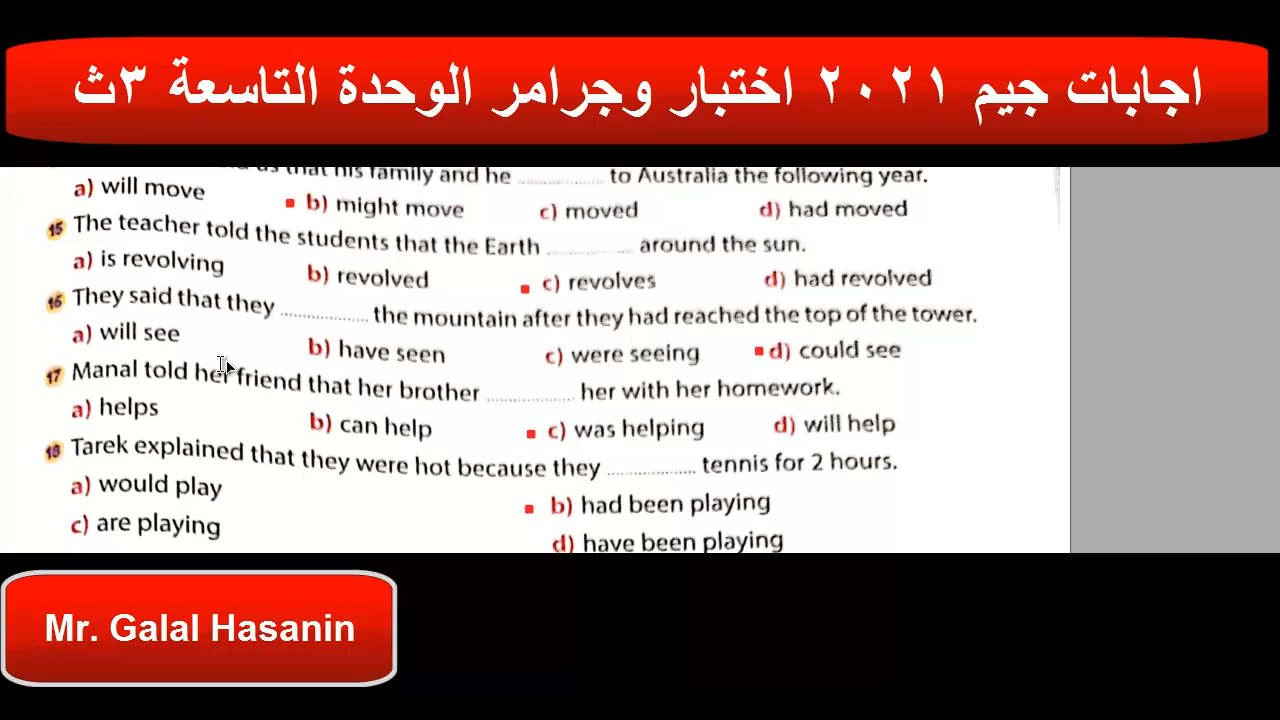 اجابات جيم ٢٠٢١ اختبار وجرامر الوحدة التاسعة ٣ث
us that his family and he .............. to Australia the following year.
a) will move b) might move c) moved d) had moved
15 The teacher told the students that the Earth .............. around the sun.
a) is revolving b) revolved c) revolves d) had revolved
16 They said that they .............. the mountain after they had reached the top of the tower.
a) will see b) have seen c) were seeing d) could see
17 Manal told her friend that her brother .............. her with her homework.
a) helps b) can help c) was helping d) will help
18 Tarek explained that they were hot because they .............. tennis for 2 hours.
a) would play b) had been playing
c) are playing d) have been playing
Mr. Galal Hasanin